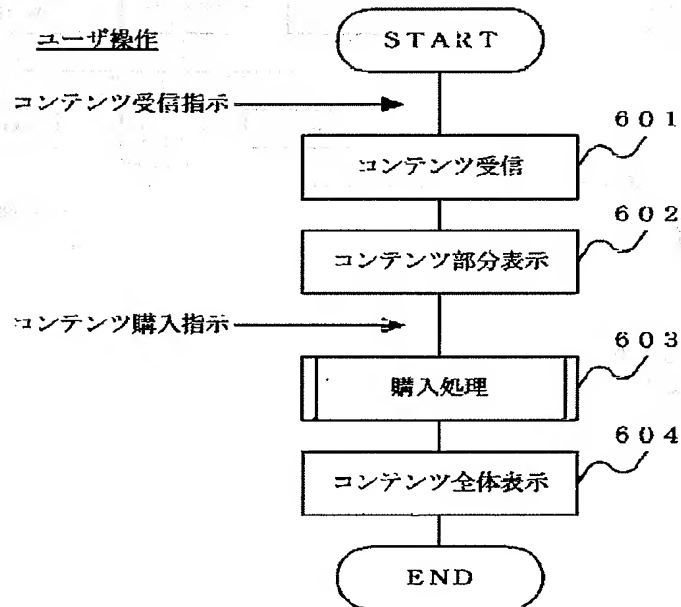 ユーザ操作
START
コンテンツ受信指示
601
コンテンツ受信
602
コンテンツ部分表示
コンテンツ購入指示
603
購入処理
604
コンテンツ全体表示
END